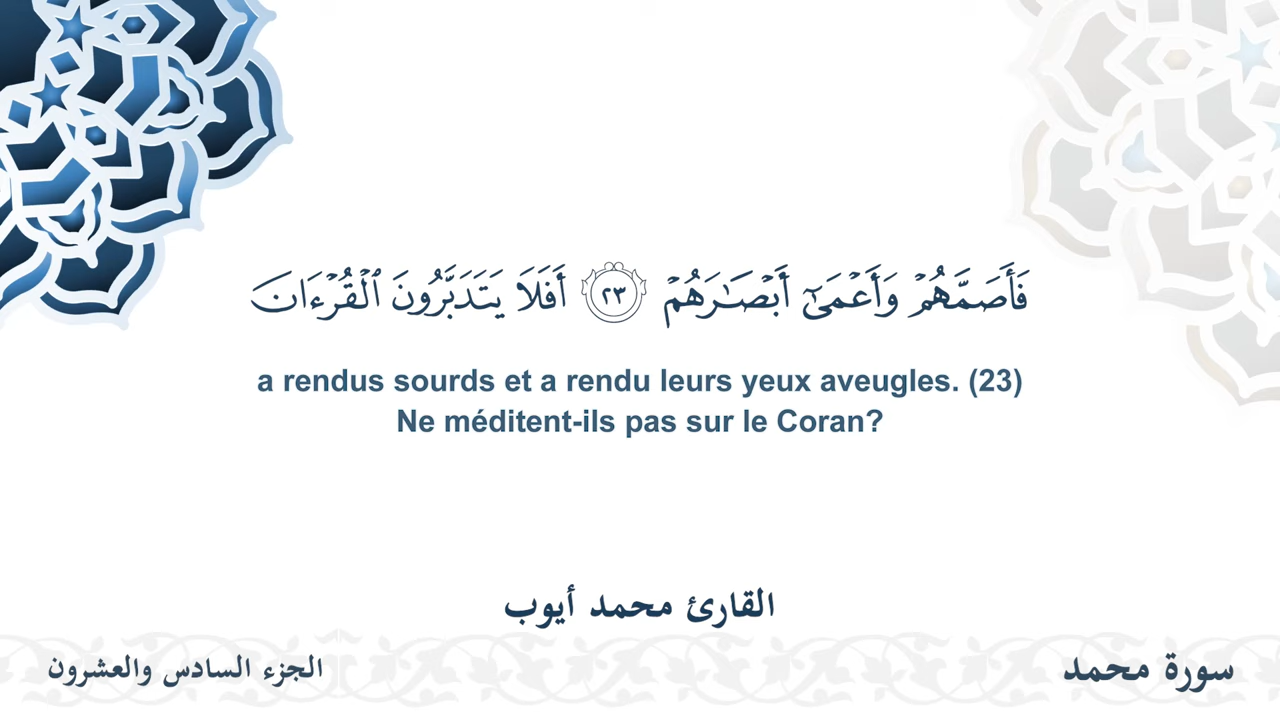 فَأَصَمَّهُمْ وَأَعْمَىٰٓ أَبْصَـٰرَهُمْ ٢٣ أَفَلَا يَتَدَبَّرُونَ ٱلْقُرْءَانَ
a rendus sourds et a rendu leurs yeux aveugles. (23)
Ne méditent-ils pas sur le Coran?
القارئ محمد أيوب
سورة محمد
الجزء السادس والعشرون